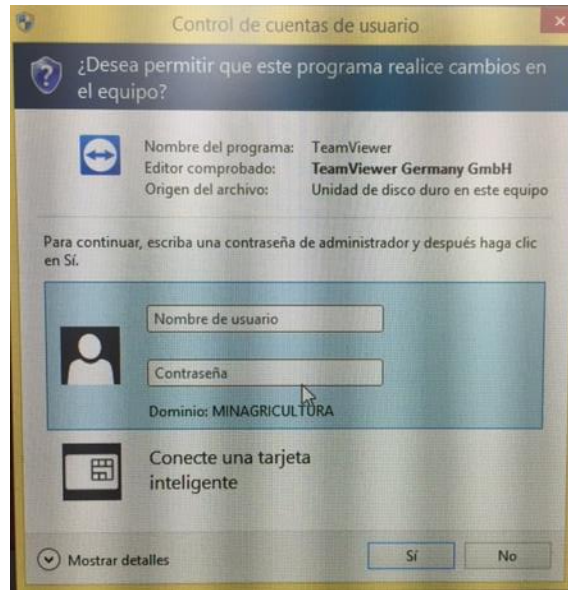 Control de cuentas de usuario
¿Desea permitir que este programa realice cambios en
el equipo?
Nombre del programa: TeamViewer
Editor comprobado: TeamViewer Germany GmbH
Origen del archivo: Unidad de disco duro en este equipo
Para continuar, escriba una contraseña de administrador y después haga clic
en Sí.
Nombre de usuario
Contraseña
Dominio: MINAGRICULTURA
Conecte una tarjeta
inteligente
Mostrar detalles
Sí
No